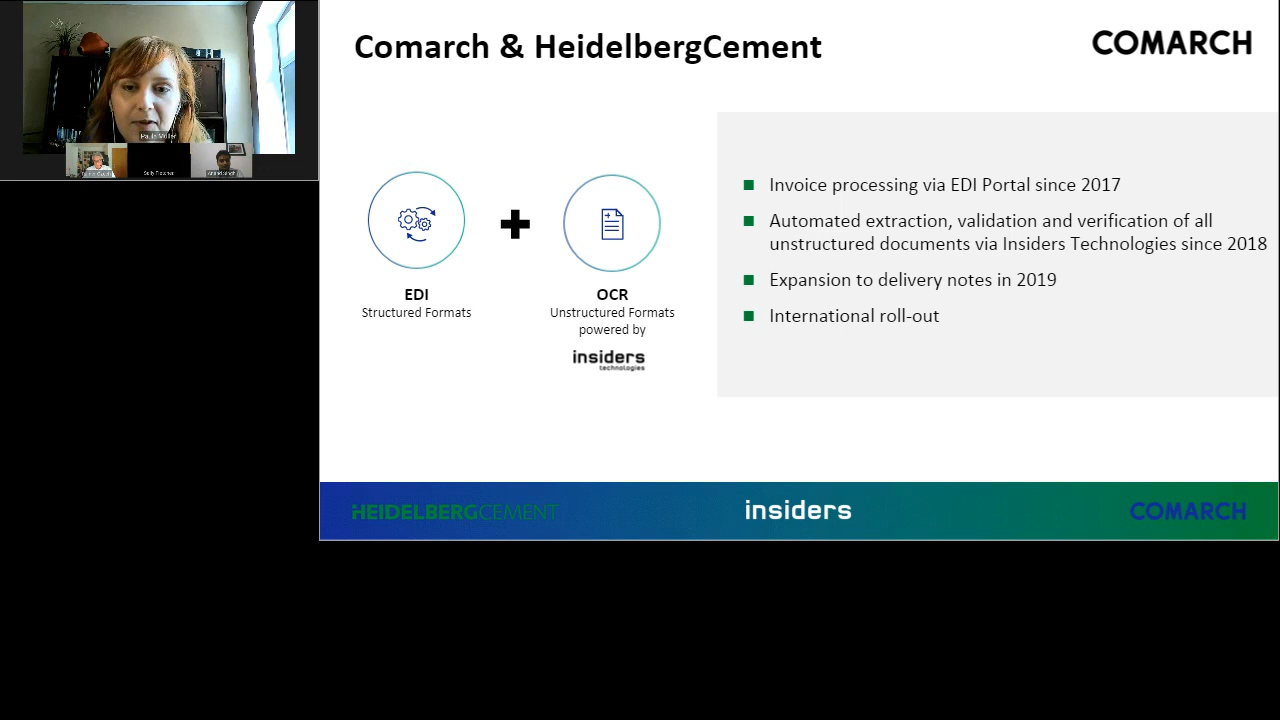 Comarch & HeidelbergCement
COMARCH
EDI
Structured Formats
OCR
Unstructured Formats
powered by
insiders
technologies
Invoice processing via EDI Portal since 2017
Automated extraction, validation and verification of all
unstructured documents via Insiders Technologies since 2018
Expansion to delivery notes in 2019
International roll-out
HEIDELBERGCEMENT
insiders
COMARCH